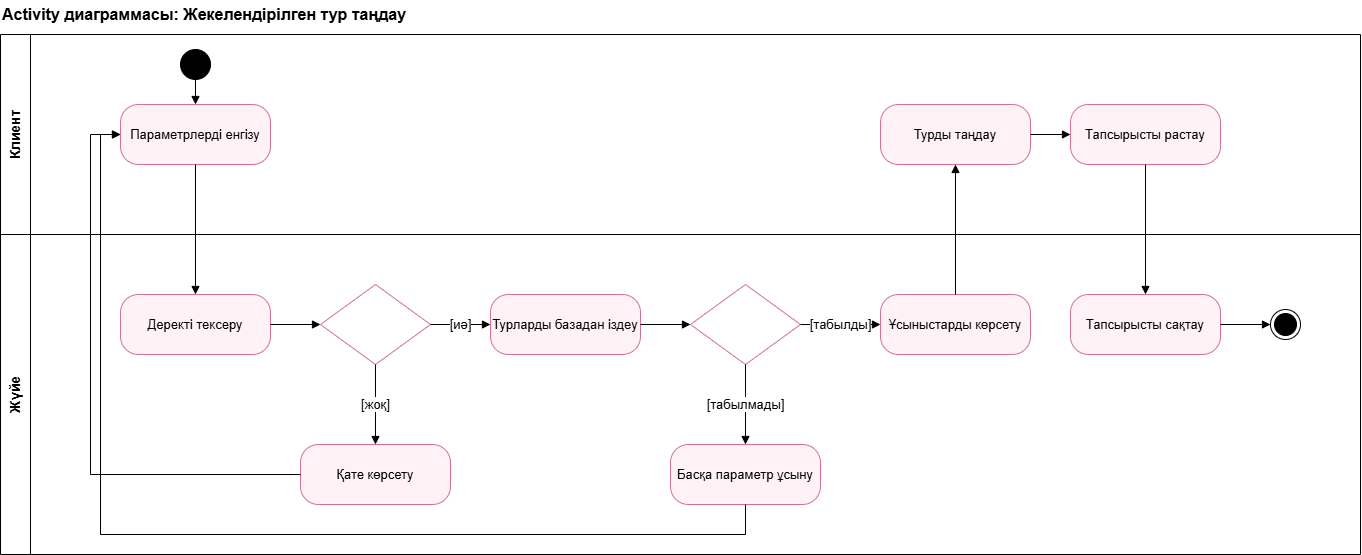 Activity диаграммасы: Жекелендірілген тур таңдау
Клиент
Параметрлерді енгізу
Турды таңдау
Тапсырысты растау
Жүйе
Деректі тексеру
[иә]
Турларды базадан іздеу
[табылды]
Ұсыныстарды көрсету
Тапсырысты сақтау
[жоқ]
[табылмады]
Қате көрсету
Басқа параметр ұсыну